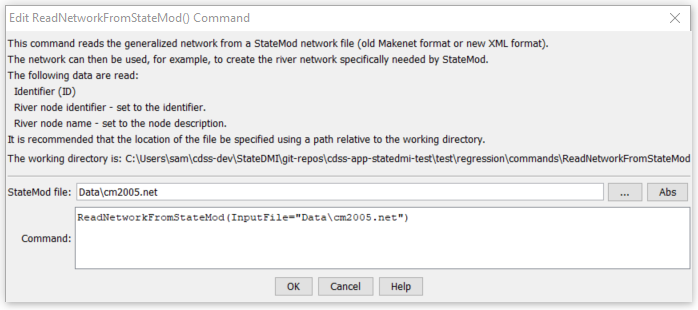 Edit ReadNetworkFromStateMod() Command
This command reads the generalized network from a StateMod network file (old Makenet format or new XML format).
The network can then be used, for example, to create the river network specifically needed by StateMod.
The following data are read:
Identifier (ID)
River node identifier - set to the identifier.
River node name - set to the node description.
It is recommended that the location of the file be specified using a path relative to the working directory.
The working directory is: C:\Users\sam\cdss-dev\StateDMI\git-repos\cdss-app-statedmi-test\test\regression\commands\ReadNetworkFromStateMod
StateMod file: Data\cm2005.net ... Abs
ReadNetworkFromStateMod(InputFile="Data\cm2005.net")
Command:
OK Cancel Help